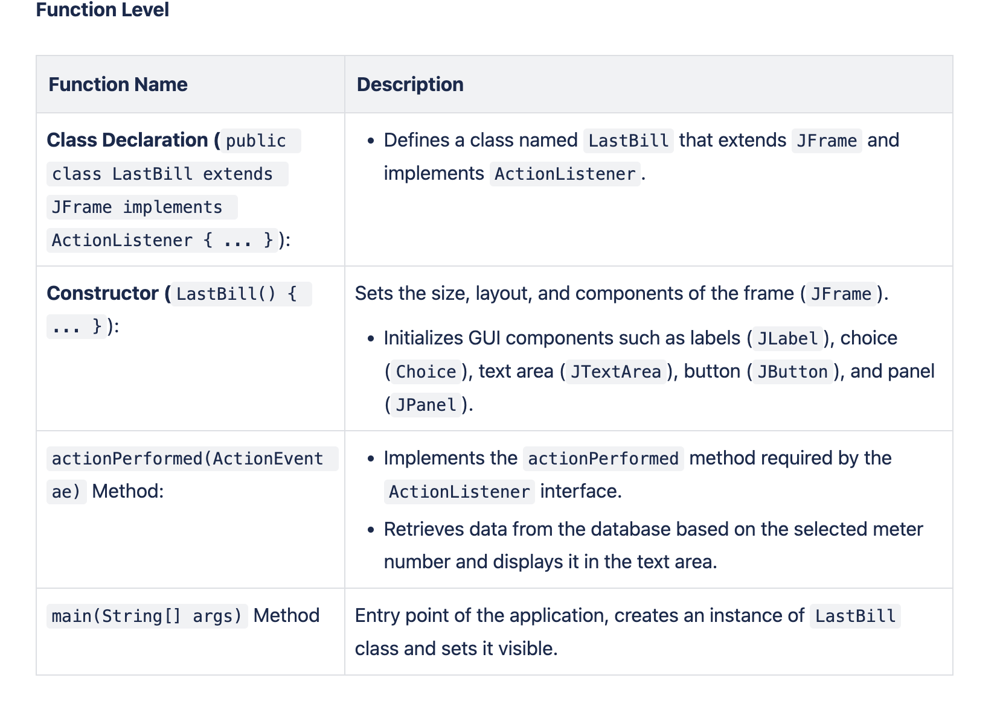 Function Level
Function Name
Description
Class Declaration (public
class LastBill extends
JFrame implements
ActionListener { ... }):
• Defines a class named LastBill that extends JFrame and
implements ActionListener.
Constructor (LastBill() {
... }):
Sets the size, layout, and components of the frame (JFrame).
• Initializes GUI components such as labels (JLabel), choice
(Choice), text area (JTextArea), button (JButton), and panel
(JPanel).
actionPerformed(ActionEvent
ae) Method:
• Implements the actionPerformed method required by the
ActionListener interface.
• Retrieves data from the database based on the selected meter
number and displays it in the text area.
main(String[] args) Method
Entry point of the application, creates an instance of LastBill
class and sets it visible.